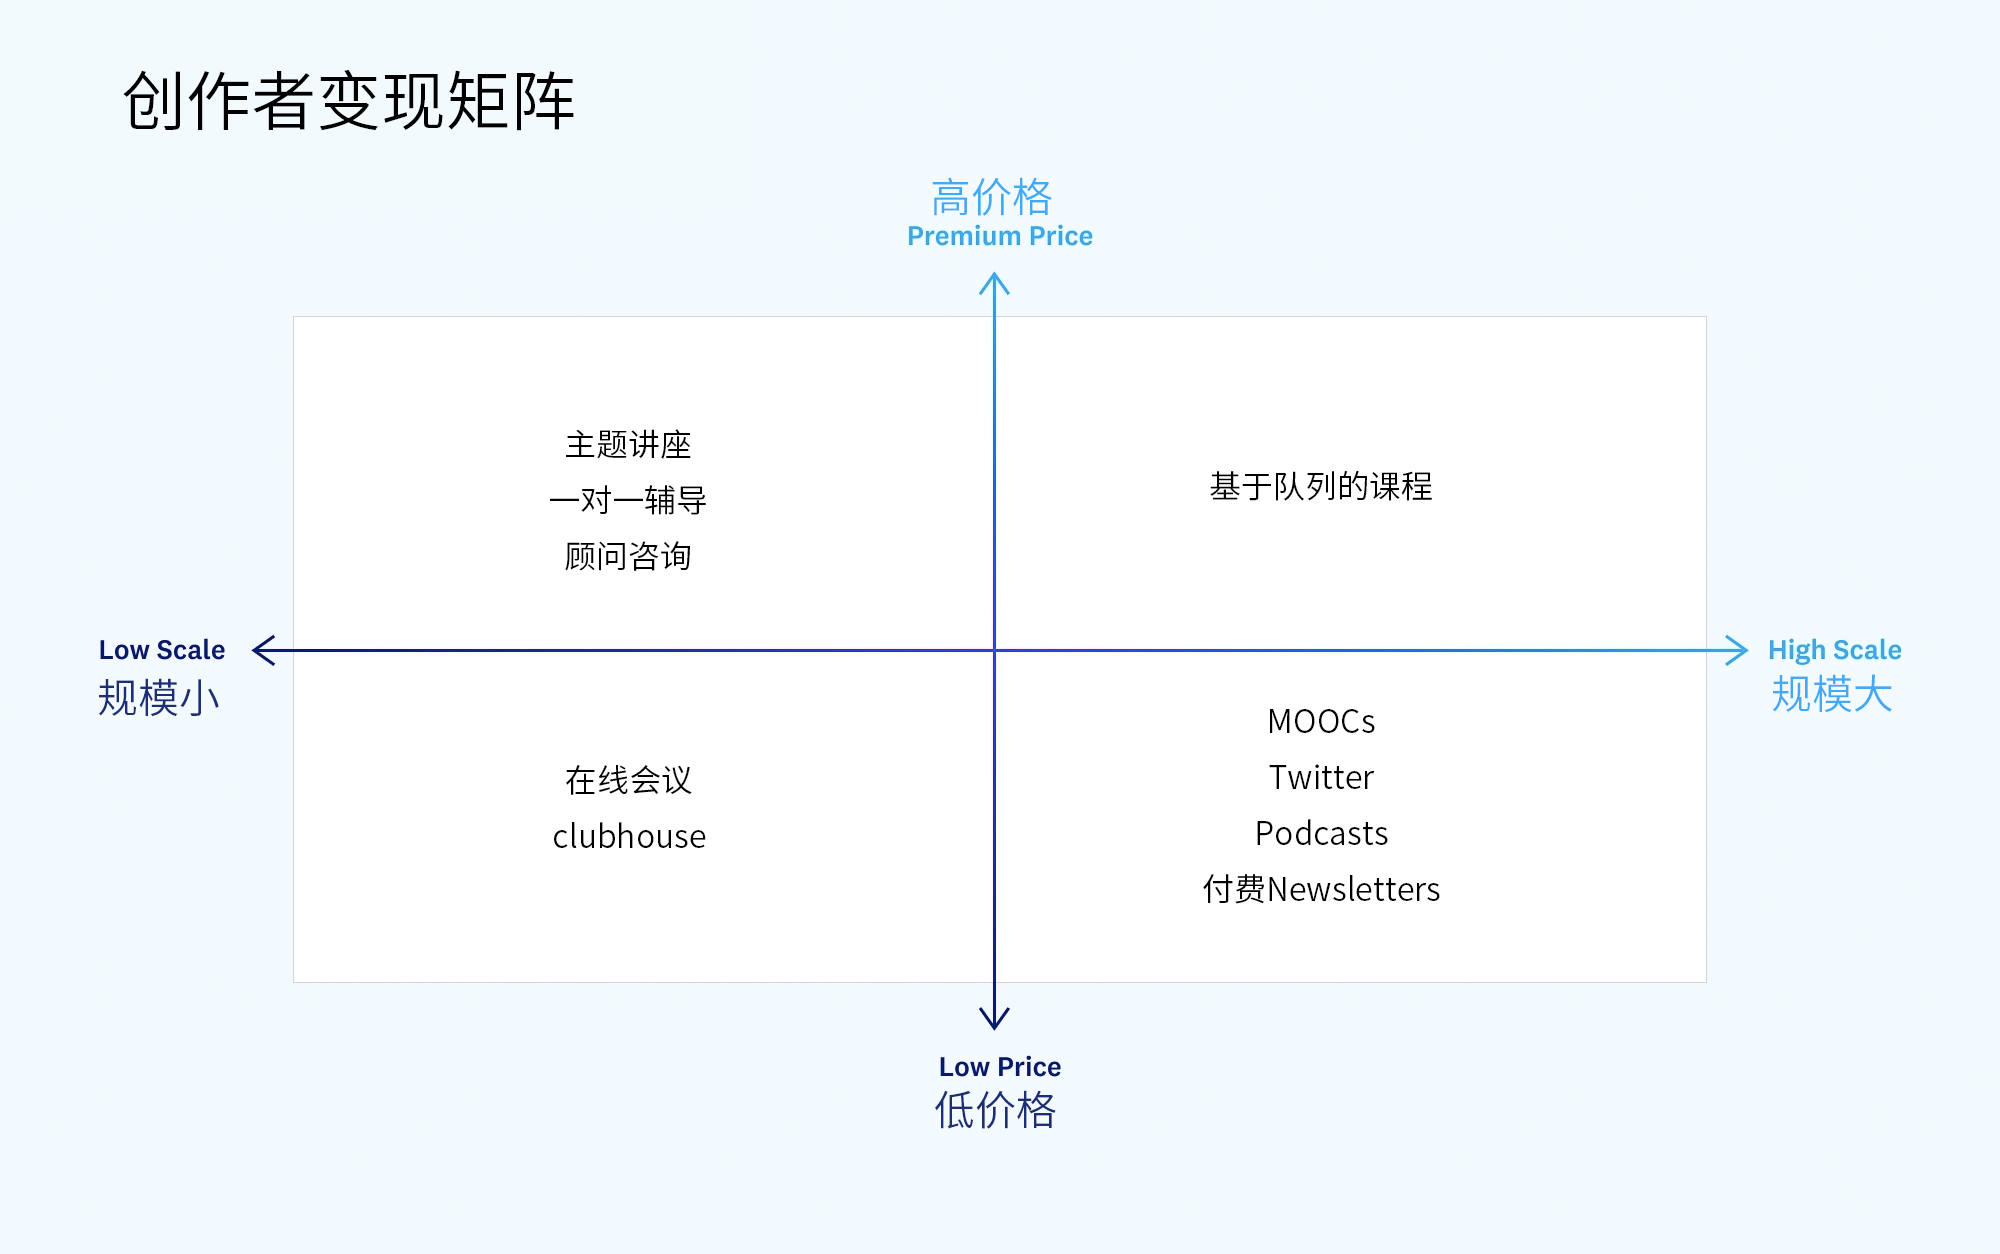 创作者变现矩阵
高价格
Premium Price
主题讲座
一对一辅导
顾问咨询
基于队列的课程
Low Scale
规模小
High Scale
规模大
在线会议
clubhouse
MOOCs
Twitter
Podcasts
付费Newsletters
Low Price
低价格